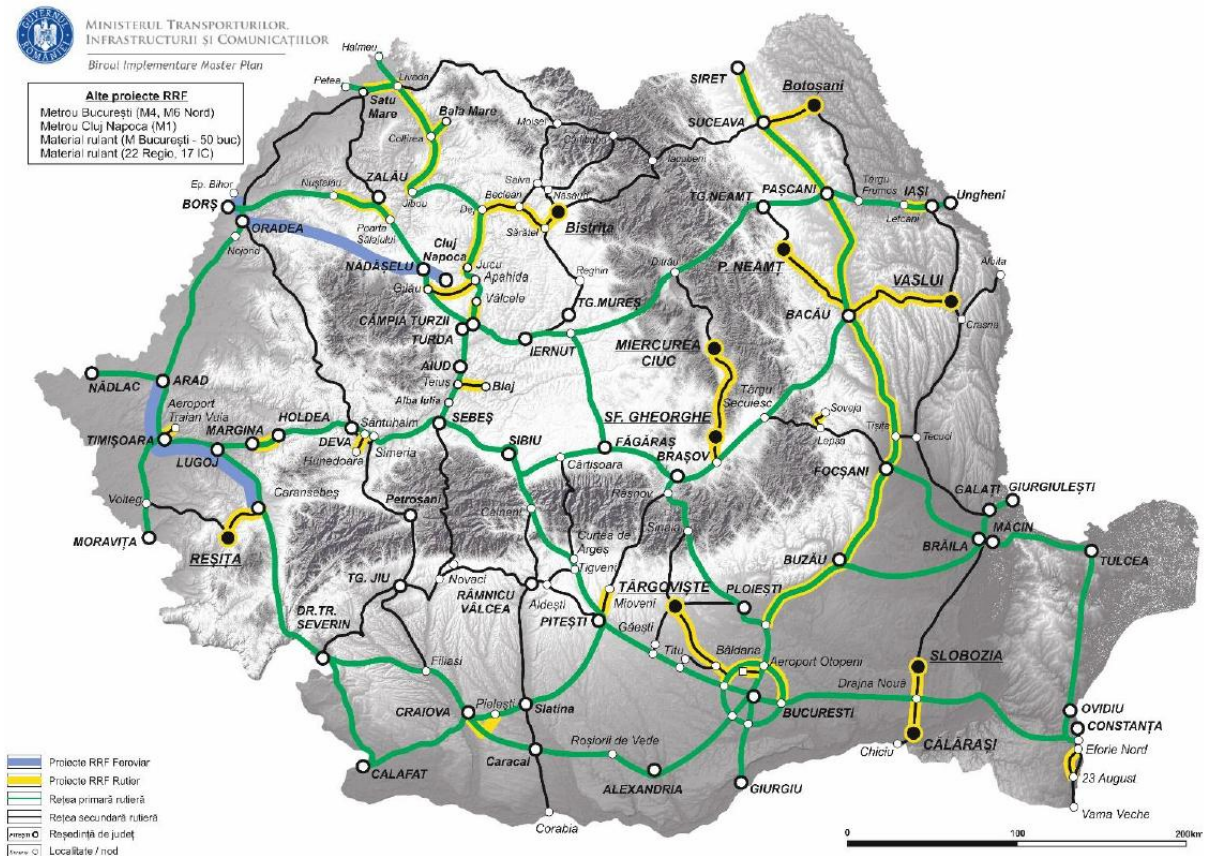 GUVERNUL ROMÂNIEI
MINISTERUL TRANSPORTURILOR,
INFRASTRUCTURII ȘI COMUNICAȚIILOR
Biroul Implementare Master Plan
Alte proiecte RRF
Metrou București (M4, M6 Nord)
Metrou Cluj Napoca (M1)
Material rulant (M București - 50 buc)
Material rulant (22 Regio, 17 IC)
Halmeu
Petea
Livada
Satu
Mare
Baia Mare
Colțirea
Moisei
SIRET
Botoșani
SUCEAVA
Iacobeni
Ep. Bihor
BORȘ
ORADEA
Nojorid
Nușfalău
ZALĂU
Jibou
Poarta
Sălajului
Dej
Beclean
Salva
Năsăud
Sărățel
Bistrița
TG.NEAMȚ
PAȘCANI
Târgu
Frumos
Lețcani
IAȘI
Ungheni
Cluj
Napoca
NĂDĂȘELU
Gilău
Jucu
Apahida
Vâlcele
CÂMPIA TURZII
TURDA
Reghin
TG.MUREȘ
IERNUT
Ditrău
P. NEAMȚ
BACĂU
VASLUI
Albița
Crasna
AIUD
Teiuș
Blaj
Alba Iulia
MIERCUREA
CIUC
SF. GHEORGHE
Târgu
Secuiesc
Soveja
Lepșa
Tișița
Tecuci
NĂDLAC
ARAD
Aeroport
Traian Vuia
TIMIȘOARA
MARGINA
HOLDEA
LUGOJ
DEVA
Sântuhalm
Simeria
Hunedoara
SEBEȘ
SIBIU
FĂGĂRAȘ
BRAȘOV
Cârțișoara
Râșnov
FOCȘANI
GALAȚI
GIURGIULEȘTI
MĂCIN
BRĂILA
TULCEA
Voiteg
MORAVIȚA
Caransebeș
REȘIȚA
Petroșani
Câineni
Curtea de
Argeș
Tigveni
Sinaia
BUZĂU
TG. JIU
Novaci
RÂMNICU
VÂLCEA
Aldești
TÂRGOVIȘTE
Mioveni
PLOIEȘTI
PITEȘTI
Găești
Titu
Bâldana
Aeroport Otopeni
DR.TR.
SEVERIN
Filiași
CRAIOVA
Pielești
Slatina
BUCUREȘTI
Drajna Nouă
SLOBOZIA
CĂLĂRAȘI
Chiciu
OVIDIU
CONSTANȚA
Eforie Nord
23 August
Vama Veche
CALAFAT
Caracal
Roșiorii de Vede
ALEXANDRIA
GIURGIU
Corabia
Proiecte RRF Feroviar
Proiecte RRF Rutier
Rețea primară rutieră
Rețea secundară rutieră
Reședință de județ
Localitate / nod
0 100 200km